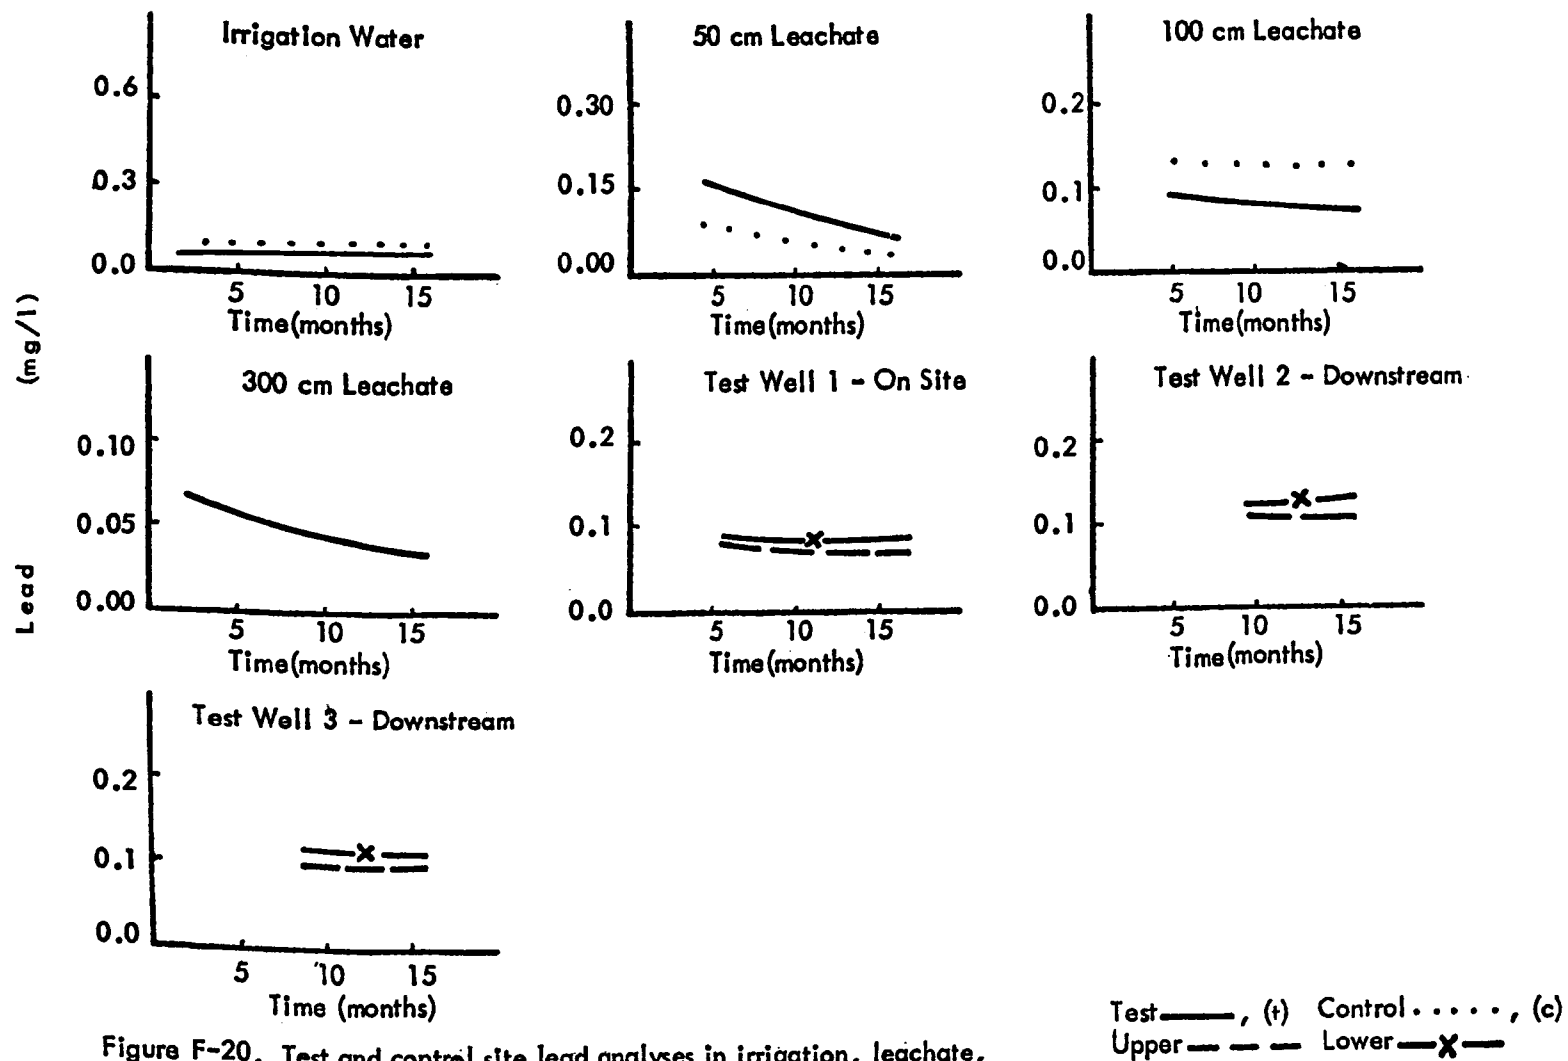 Lead (mg/l)
Irrigation Water
0.6
0.3
0.0
5 10 15
Time(months)
50 cm Leachate
0.30
0.15
0.00
5 10 15
Time(months)
100 cm Leachate
0.2
0.1
0.0
5 10 15
Time(months)
300 cm Leachate
0.10
0.05
0.00
5 10 15
Time(months)
Test Well 1 - On Site
0.2
0.1
0.0
5 10 15
Time(months)
Test Well 2 - Downstream
0.2
0.1
0.0
5 10 15
Time(months)
Test Well 3 - Downstream
0.2
0.1
0.0
5 10 15
Time (months)
Test , (t) Control . . . . . , (c)
Upper Lower X
Figure F-20. Test and control site lead analyses in irrigation, leachate,